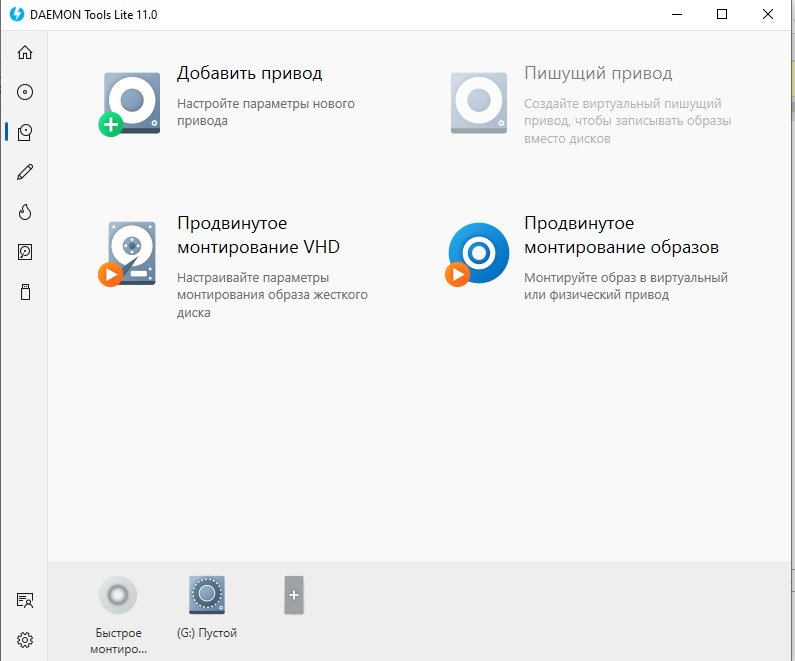 DAEMON Tools Lite 11.0
Добавить привод
Настройте параметры нового
привода
Пишущий привод
Создайте виртуальный пишущий
привод, чтобы записывать образы
вместо дисков
Продвинутое
монтирование VHD
Настраивайте параметры
монтирования образа жесткого
диска
Продвинутое
монтирование образов
Монтируйте образ в виртуальный
или физический привод
Быстрое
монтиро...
(G:) Пустой